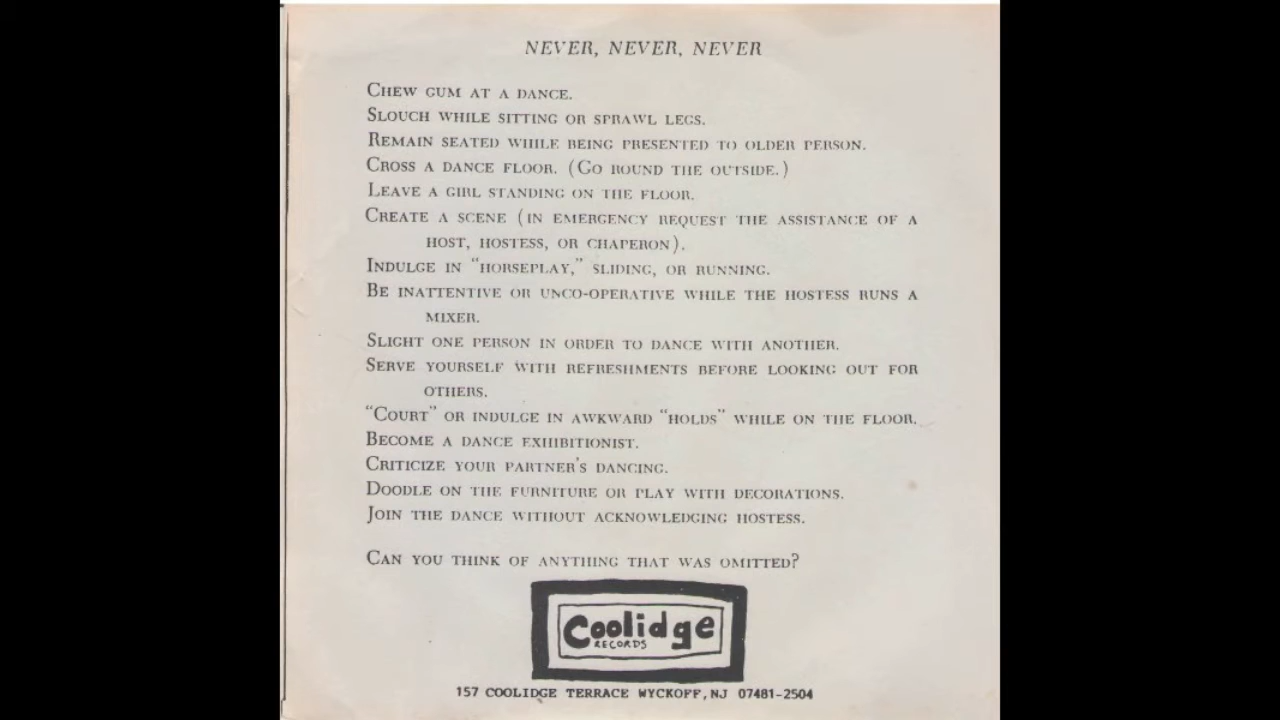 NEVER, NEVER, NEVER
CHEW GUM AT A DANCE.
SLOUCH WHILE SITTING OR SPRAWL LEGS.
REMAIN SEATED WHILE BEING PRESENTED TO OLDER PERSON.
CROSS A DANCE FLOOR. (GO ROUND THE OUTSIDE.)
LEAVE A GIRL STANDING ON THE FLOOR.
CREATE A SCENE (IN EMERGENCY REQUEST THE ASSISTANCE OF A
HOST, HOSTESS, OR CHAPERON).
INDULGE IN "HORSEPLAY," SLIDING, OR RUNNING.
BE INATTENTIVE OR UNCO-OPERATIVE WHILE THE HOSTESS RUNS A
MIXER.
SLIGHT ONE PERSON IN ORDER TO DANCE WITH ANOTHER.
SERVE YOURSELF WITH REFRESHMENTS BEFORE LOOKING OUT FOR
OTHERS.
"COURT" OR INDULGE IN AWKWARD "HOLDS" WHILE ON THE FLOOR.
BECOME A DANCE EXHIBITIONIST.
CRITICIZE YOUR PARTNER'S DANCING.
DOODLE ON THE FURNITURE OR PLAY WITH DECORATIONS.
JOIN THE DANCE WITHOUT ACKNOWLEDGING HOSTESS.
CAN YOU THINK OF ANYTHING THAT WAS OMITTED?
Coolidge
RECORDS
157 COOLIDGE TERRACE WYCKOFF, NJ 07481-2504